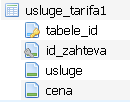 usluge_tarifa1
tabele_id
id_zahteva
usluge
cena